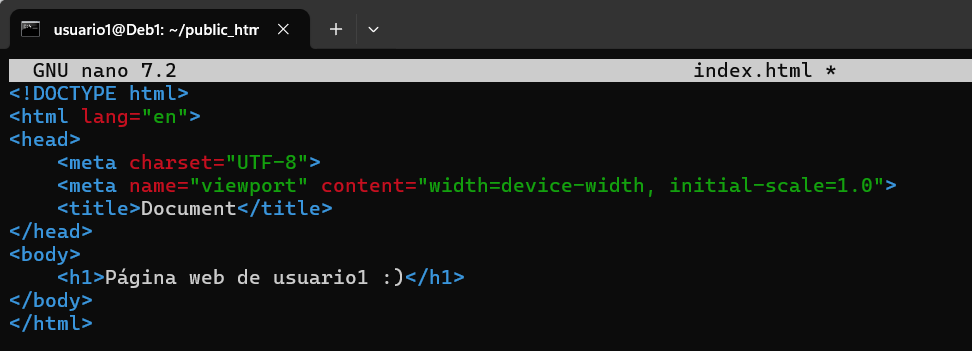 usuario1@Deb1: ~/public_htm
GNU nano 7.2 index.html *
<!DOCTYPE html>
<html lang="en">
<head>
    <meta charset="UTF-8">
    <meta name="viewport" content="width=device-width, initial-scale=1.0">
    <title>Document</title>
</head>
<body>
    <h1>Página web de usuario1 :)</h1>
</body>
</html>